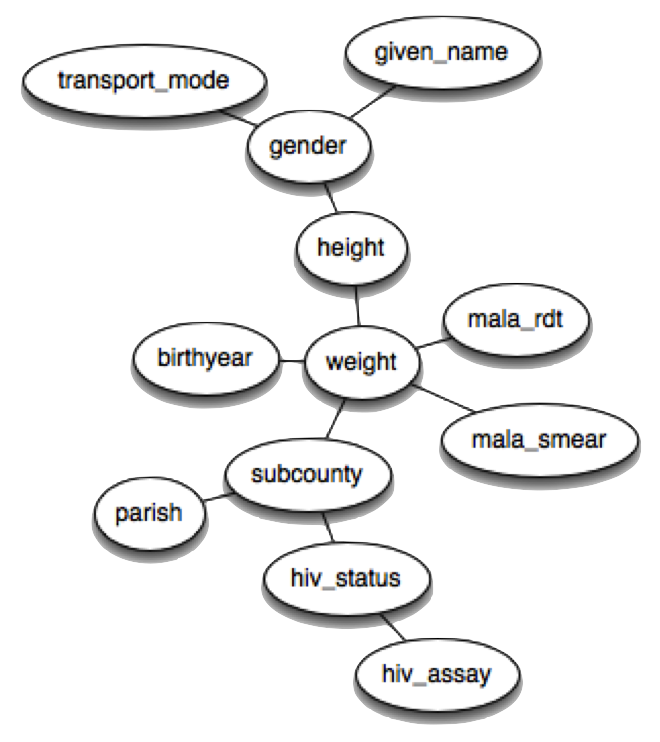 given_name
transport_mode
gender
height
mala_rdt
birthyear
weight
mala_smear
subcounty
parish
hiv_status
hiv_assay